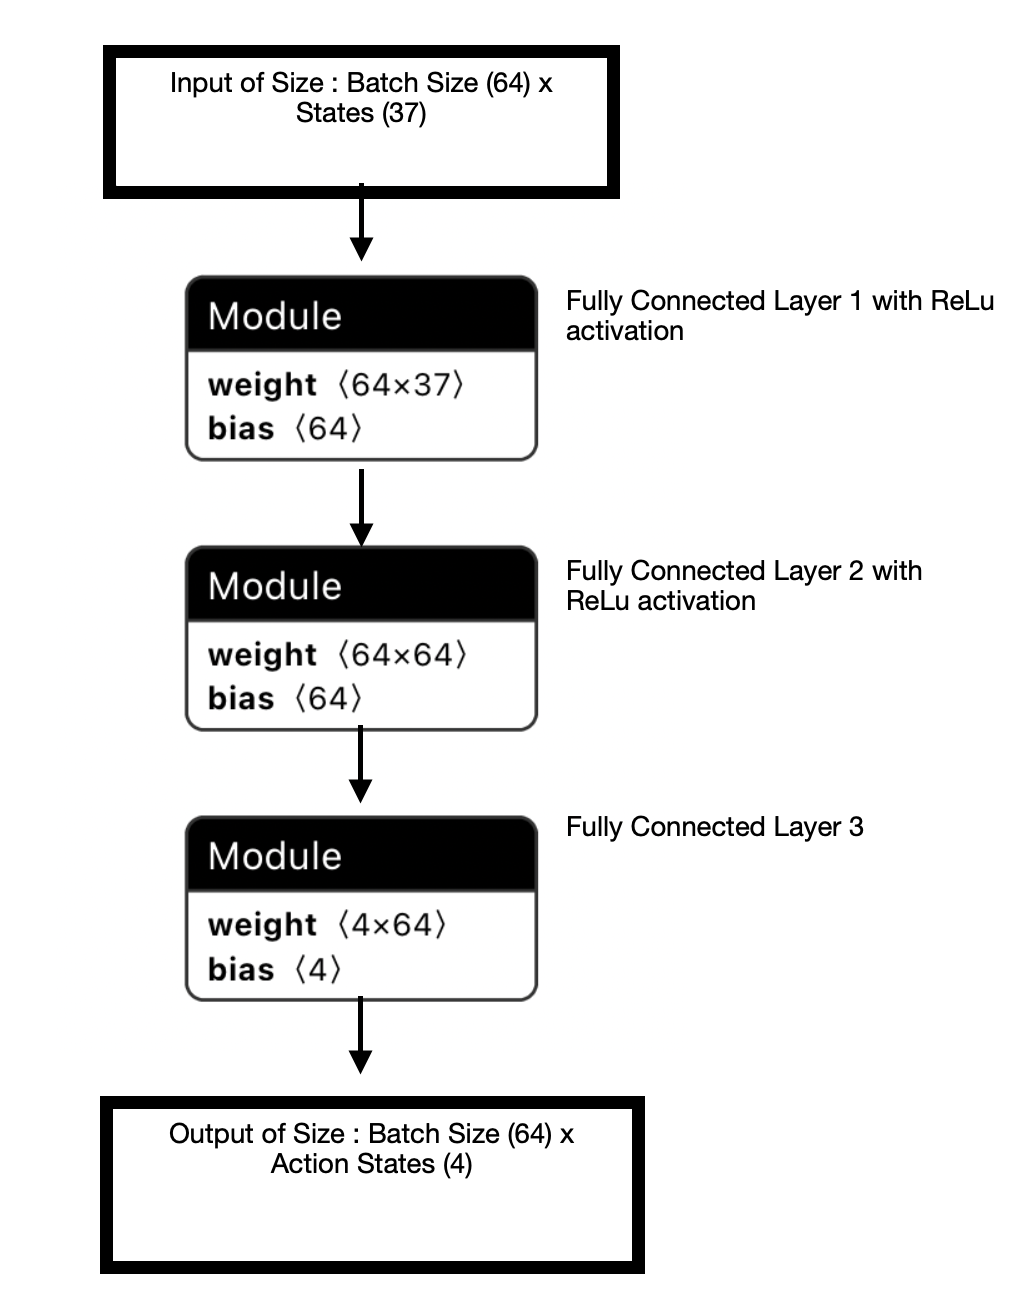 Input of Size : Batch Size (64) x
States (37)
Module
weight ⟨64×37⟩
bias ⟨64⟩
Fully Connected Layer 1 with ReLu
activation
Module
weight ⟨64×64⟩
bias ⟨64⟩
Fully Connected Layer 2 with
ReLu activation
Module
weight ⟨4×64⟩
bias ⟨4⟩
Fully Connected Layer 3
Output of Size : Batch Size (64) x
Action States (4)